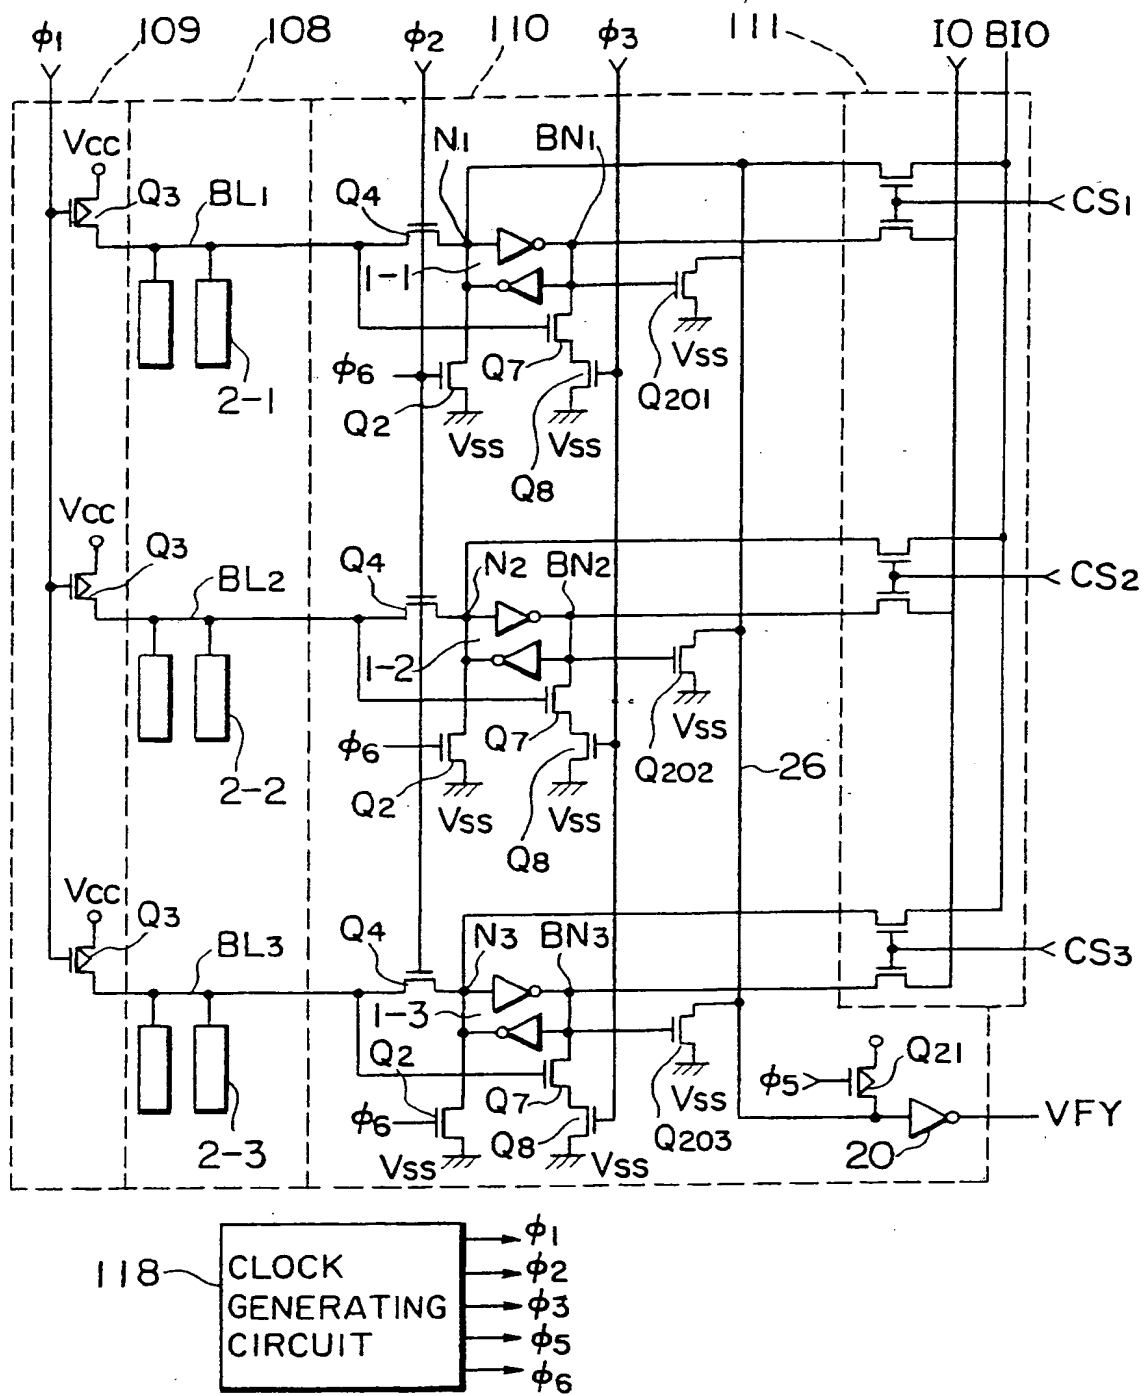 ϕ1 109 108 ϕ2 110 ϕ3 111 IO BIO
VCC
N1 BN1
Q3 BL1 Q4 CS1
1-1
VSS
2-1 ϕ6 Q7 Q201
Q2 VSS VSS
Q8
VCC
Q3 Q4 N2 BN2 CS2
BL2
1-2
VSS
ϕ6 Q7 Q202 26
2-2 Q2 VSS VSS
Q8
VCC
Q3 Q4 N3 BN3 CS3
BL3
1-3
Q2 Q21
VSS ϕ5
Q7 VFY
ϕ6 Q8 Q203
2-3 VSS VSS 20
118 CLOCK
GENERATING
CIRCUIT
ϕ1
ϕ2
ϕ3
ϕ5
ϕ6